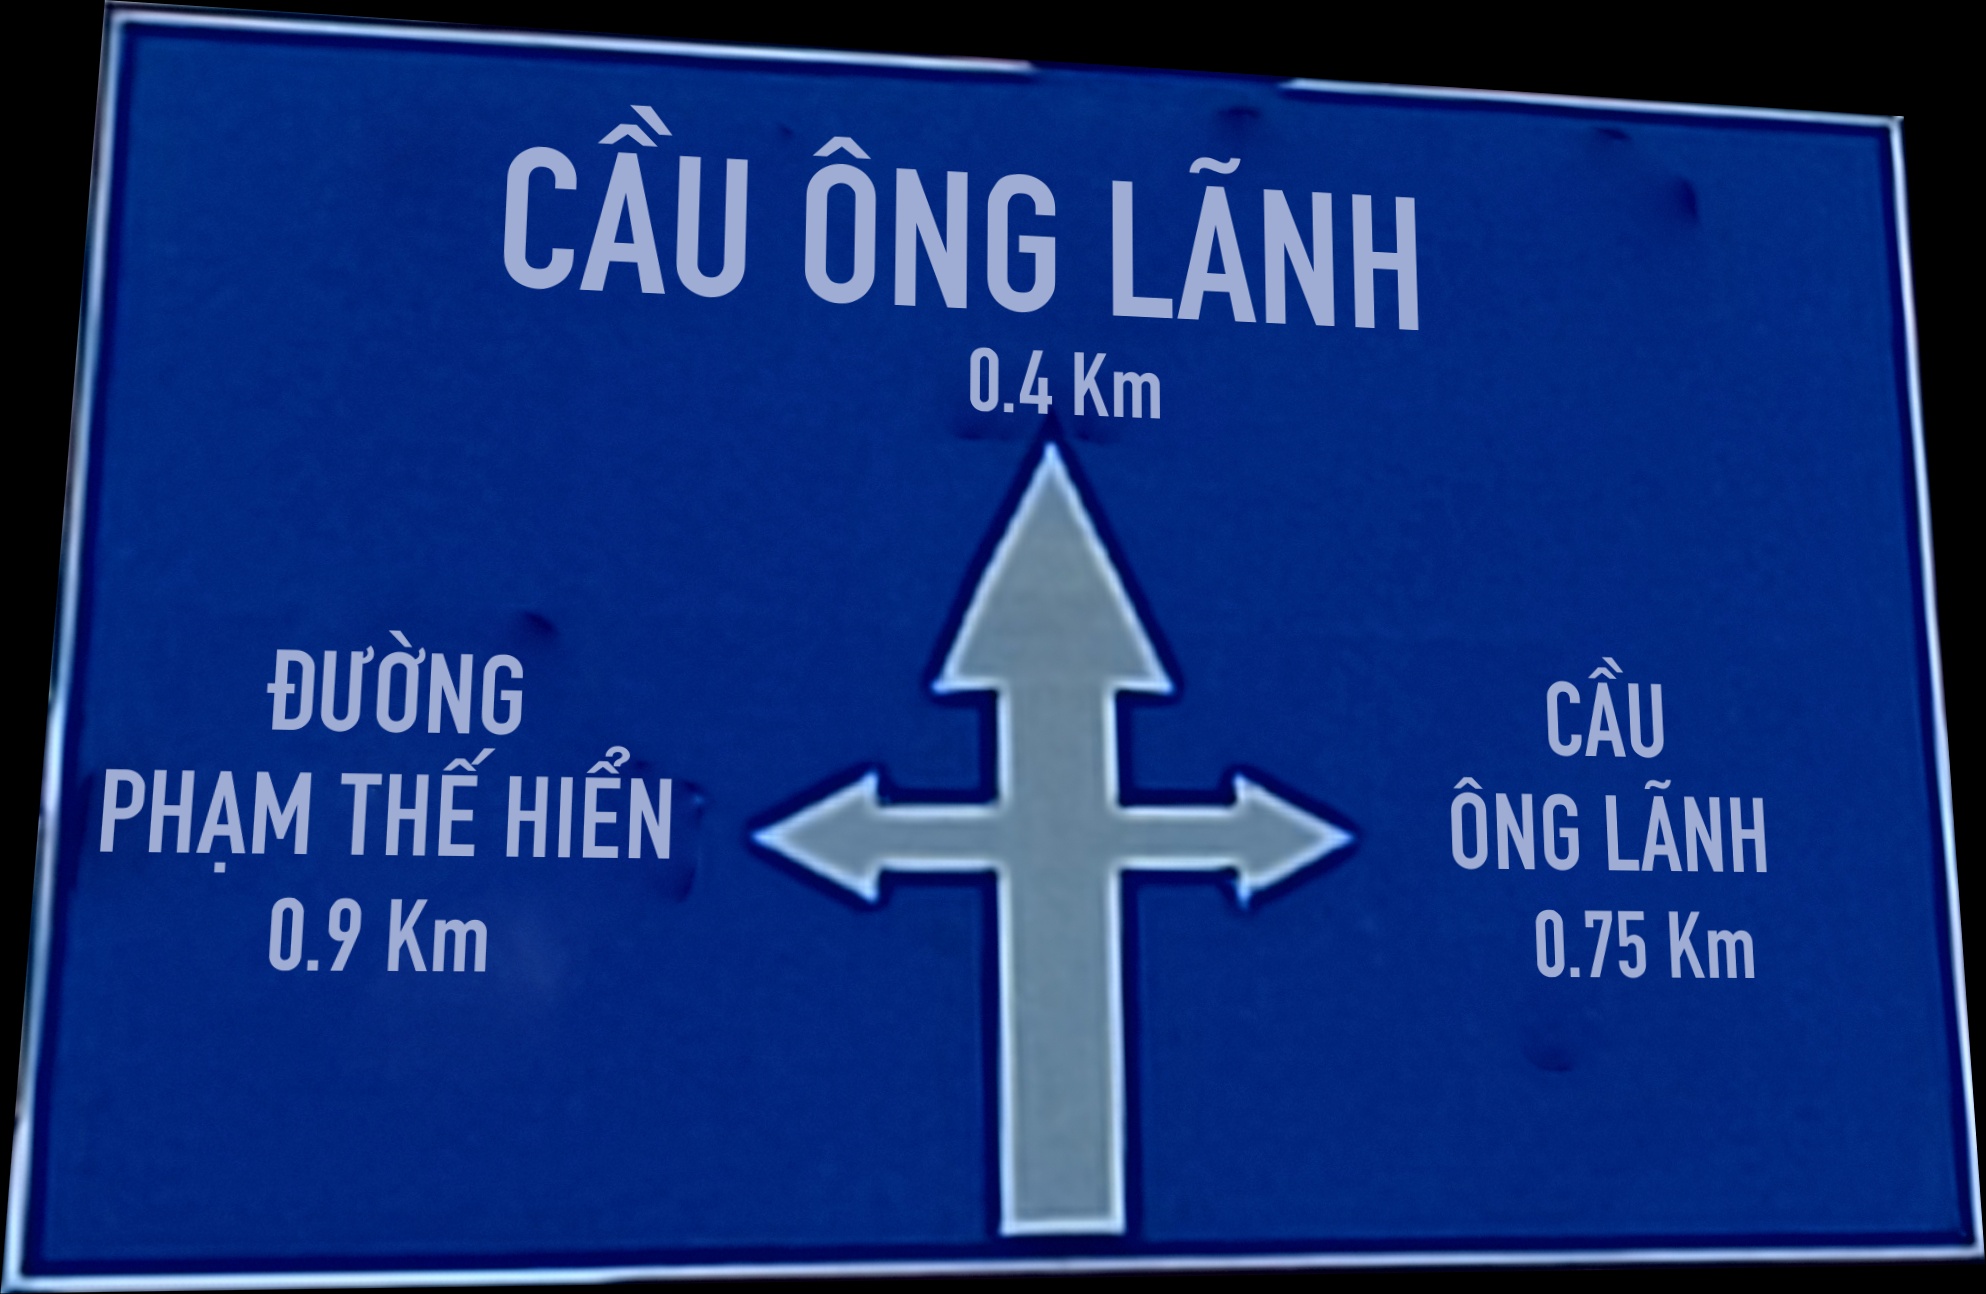 CẦU ÔNG LÃNH
0.4 Km
ĐƯỜNG
PHẠM THẾ HIỂN
0.9 Km
CẦU
ÔNG LÃNH
0.75 Km